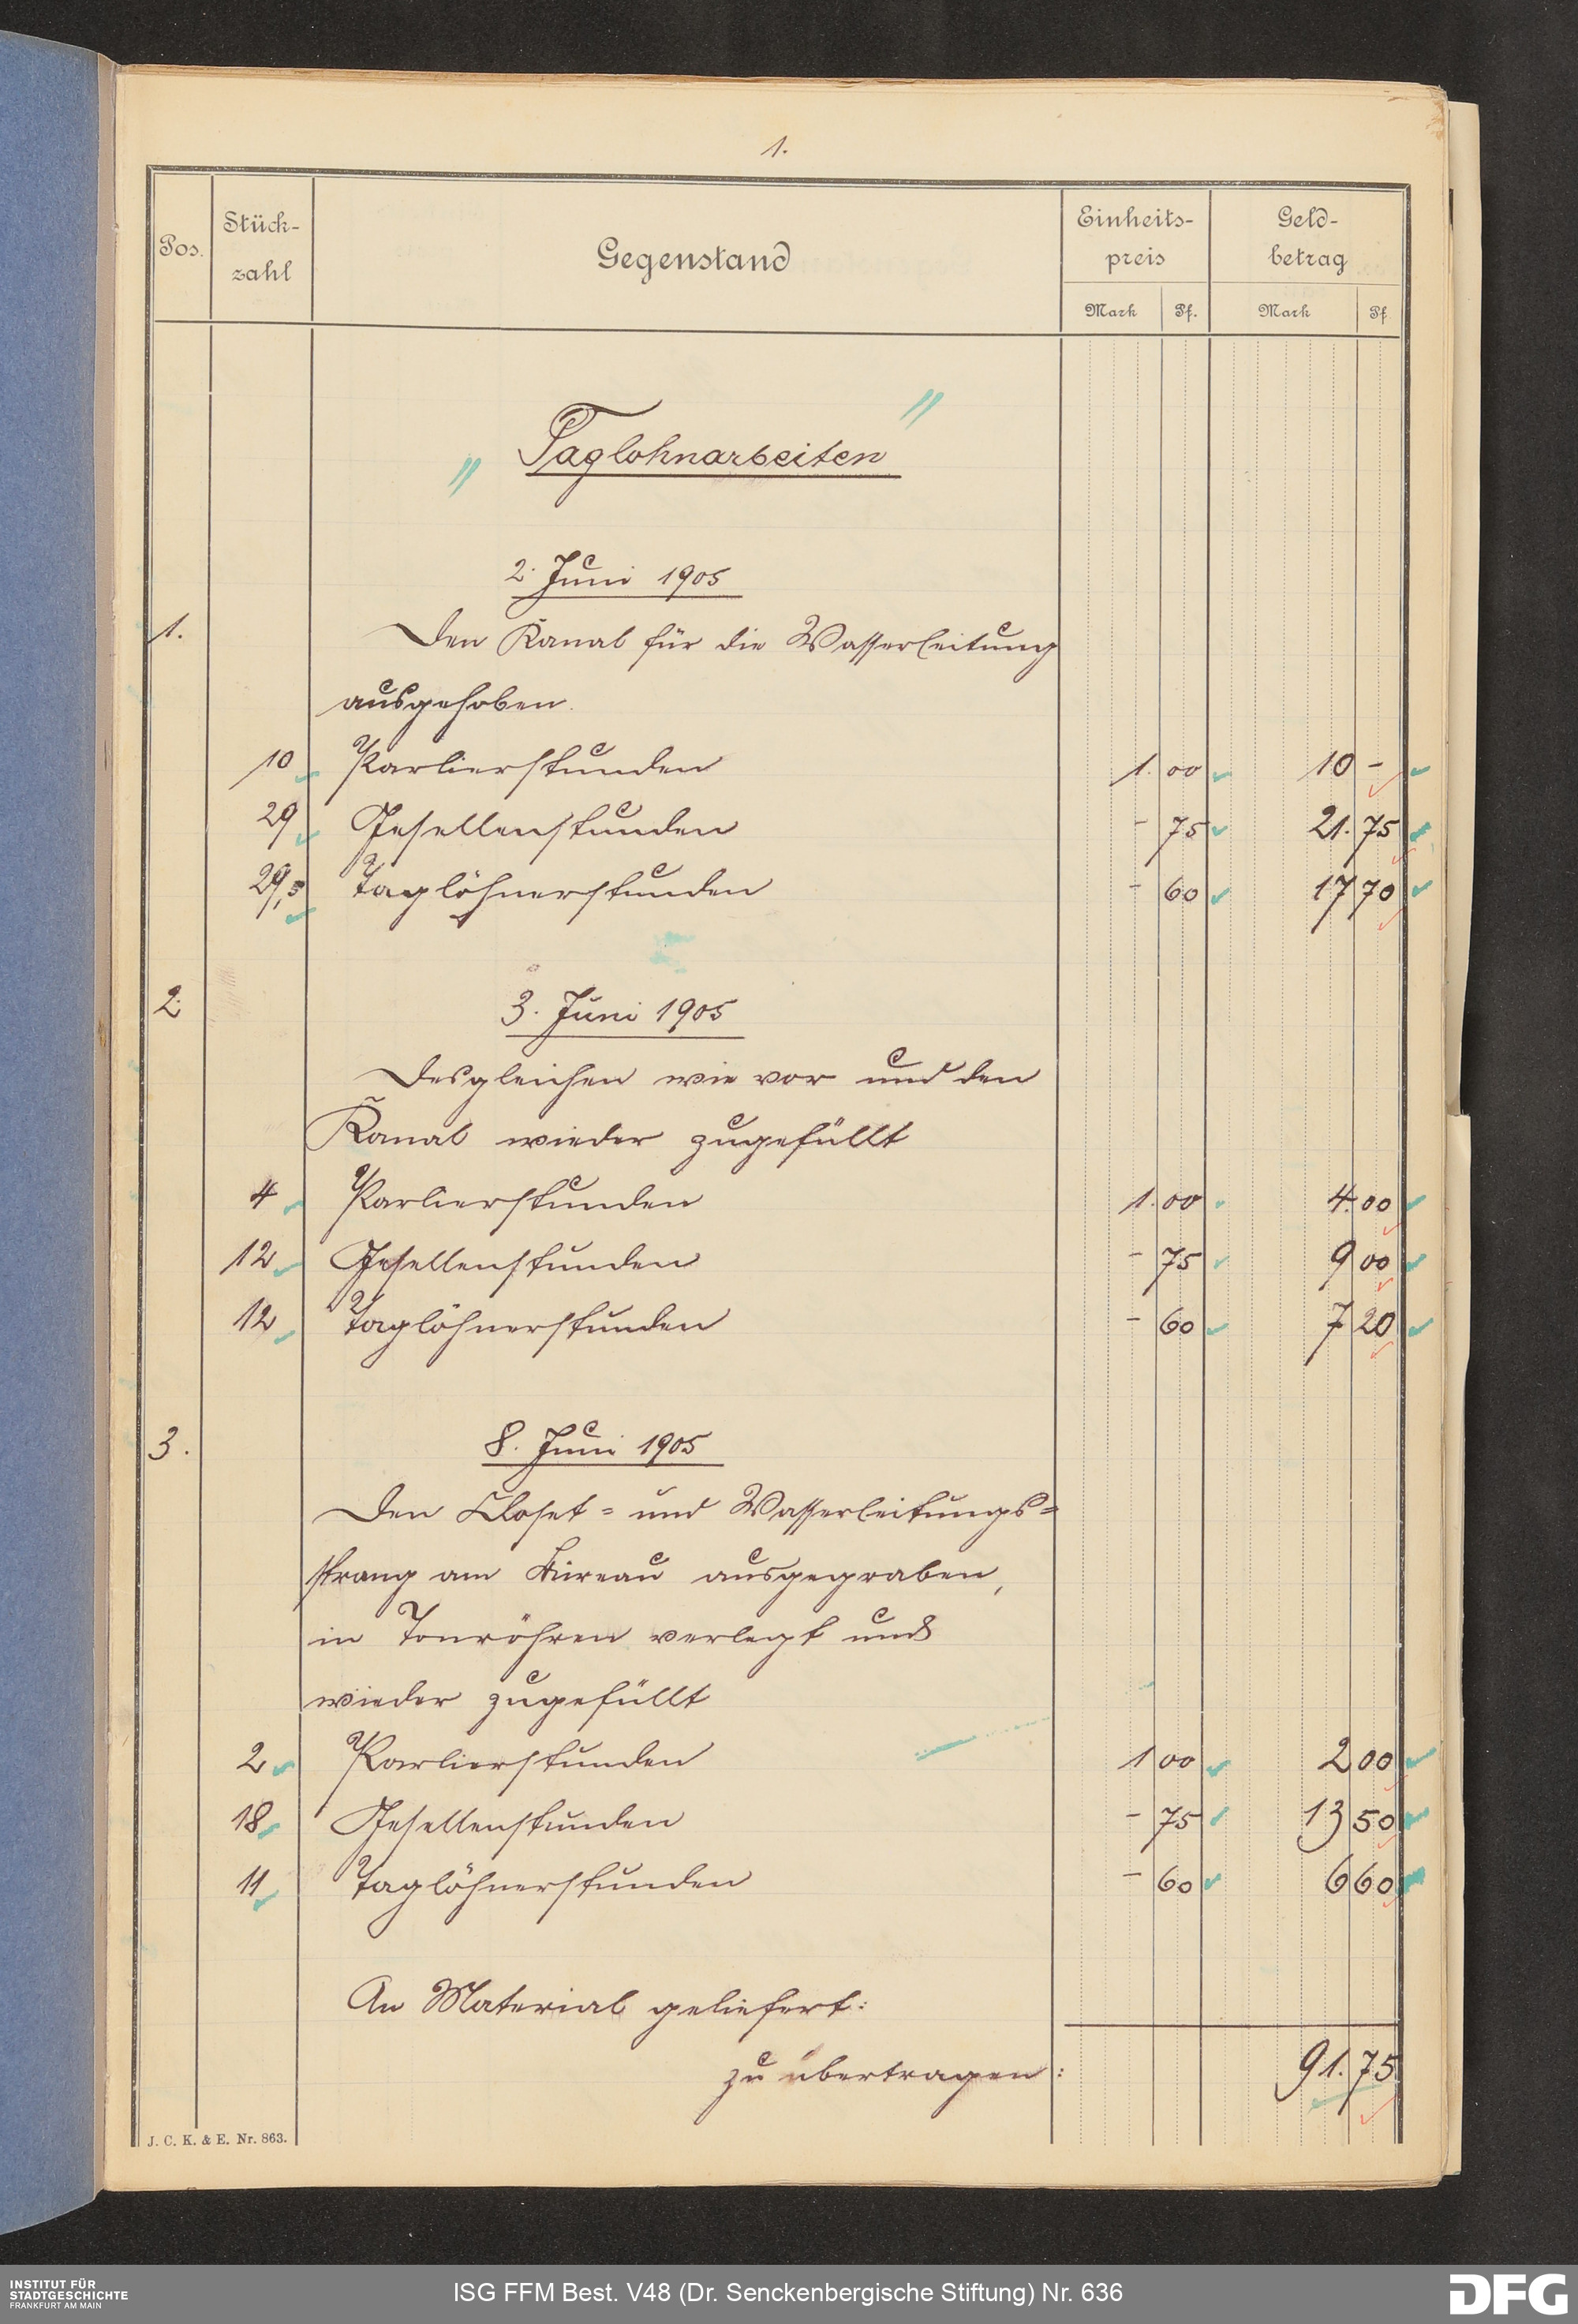 1.
Pos. Stück- Gegenstand Einheits- Geld-
zahl preis betrag
Mark Pf. Mark Pf
„ Taglohnarbeiten "
2. Juni 1905
1. Den Kanal für die Wasserleitung
ausgehoben.
10 Parlierstunden 1. 00 10 -
29 Gesellenstunden - 75 21. 75
29,5 Taglöhnerstunden - 60 17 70
2. 3. Juni 1905
Desgleichen wie vor und den
Kanal wieder zugefüllt
4 Parlierstunden 1. 00 4. 00
12 Gesellenstunden - 75 9 00
12 Taglöhnerstunden - 60 7 20
3. 8. Juni 1905
Den Closet= und Wasserleitungs=
strang am Büreau ausgegraben,
in Tonröhren verlegt und
wieder zugefüllt
2 Parlierstunden 1 00 2 00
18 Gesellenstunden - 75 13 50
11 Taglöhnerstunden - 60 6 60
An Material geliefert:
zu übertragen: 91. 75
J. C. K. & E. Nr. 863.
INSTITUT FÜR
STADTGESCHICHTE
FRANKFURT AM MAIN
ISG FFM Best. V48 (Dr. Senckenbergische Stiftung) Nr. 636
DFG